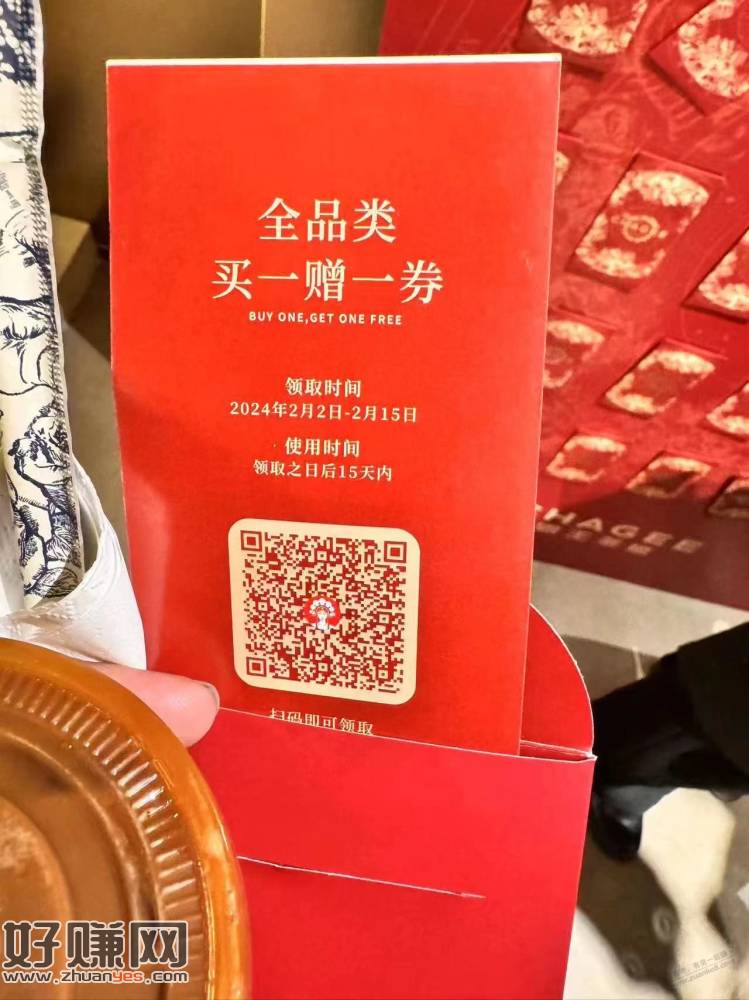 全品类
买一赠一券
BUY ONE,GET ONE FREE
领取时间
2024年2月2日-2月15日
使用时间
领取之日后15天内
扫码即可领取
HAGEE
好赚网
www.zhuanyes.com